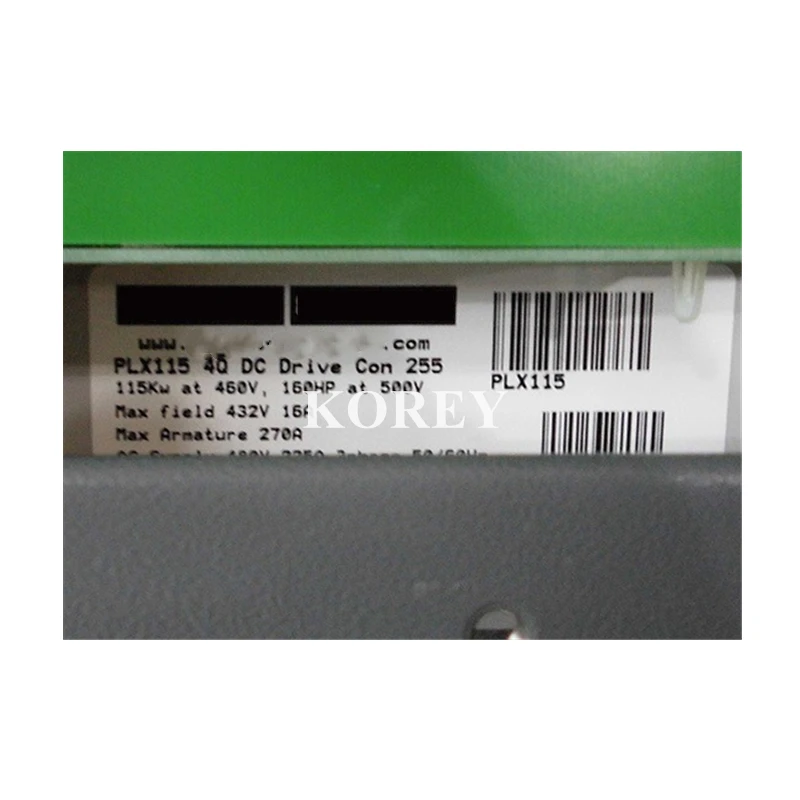 www. .com
PLX115 4Q DC Drive Con 255
115Kw at 460V, 160HP at 500V
Max field 432V 16A
Max Armature 270A
PLX115
KOREY